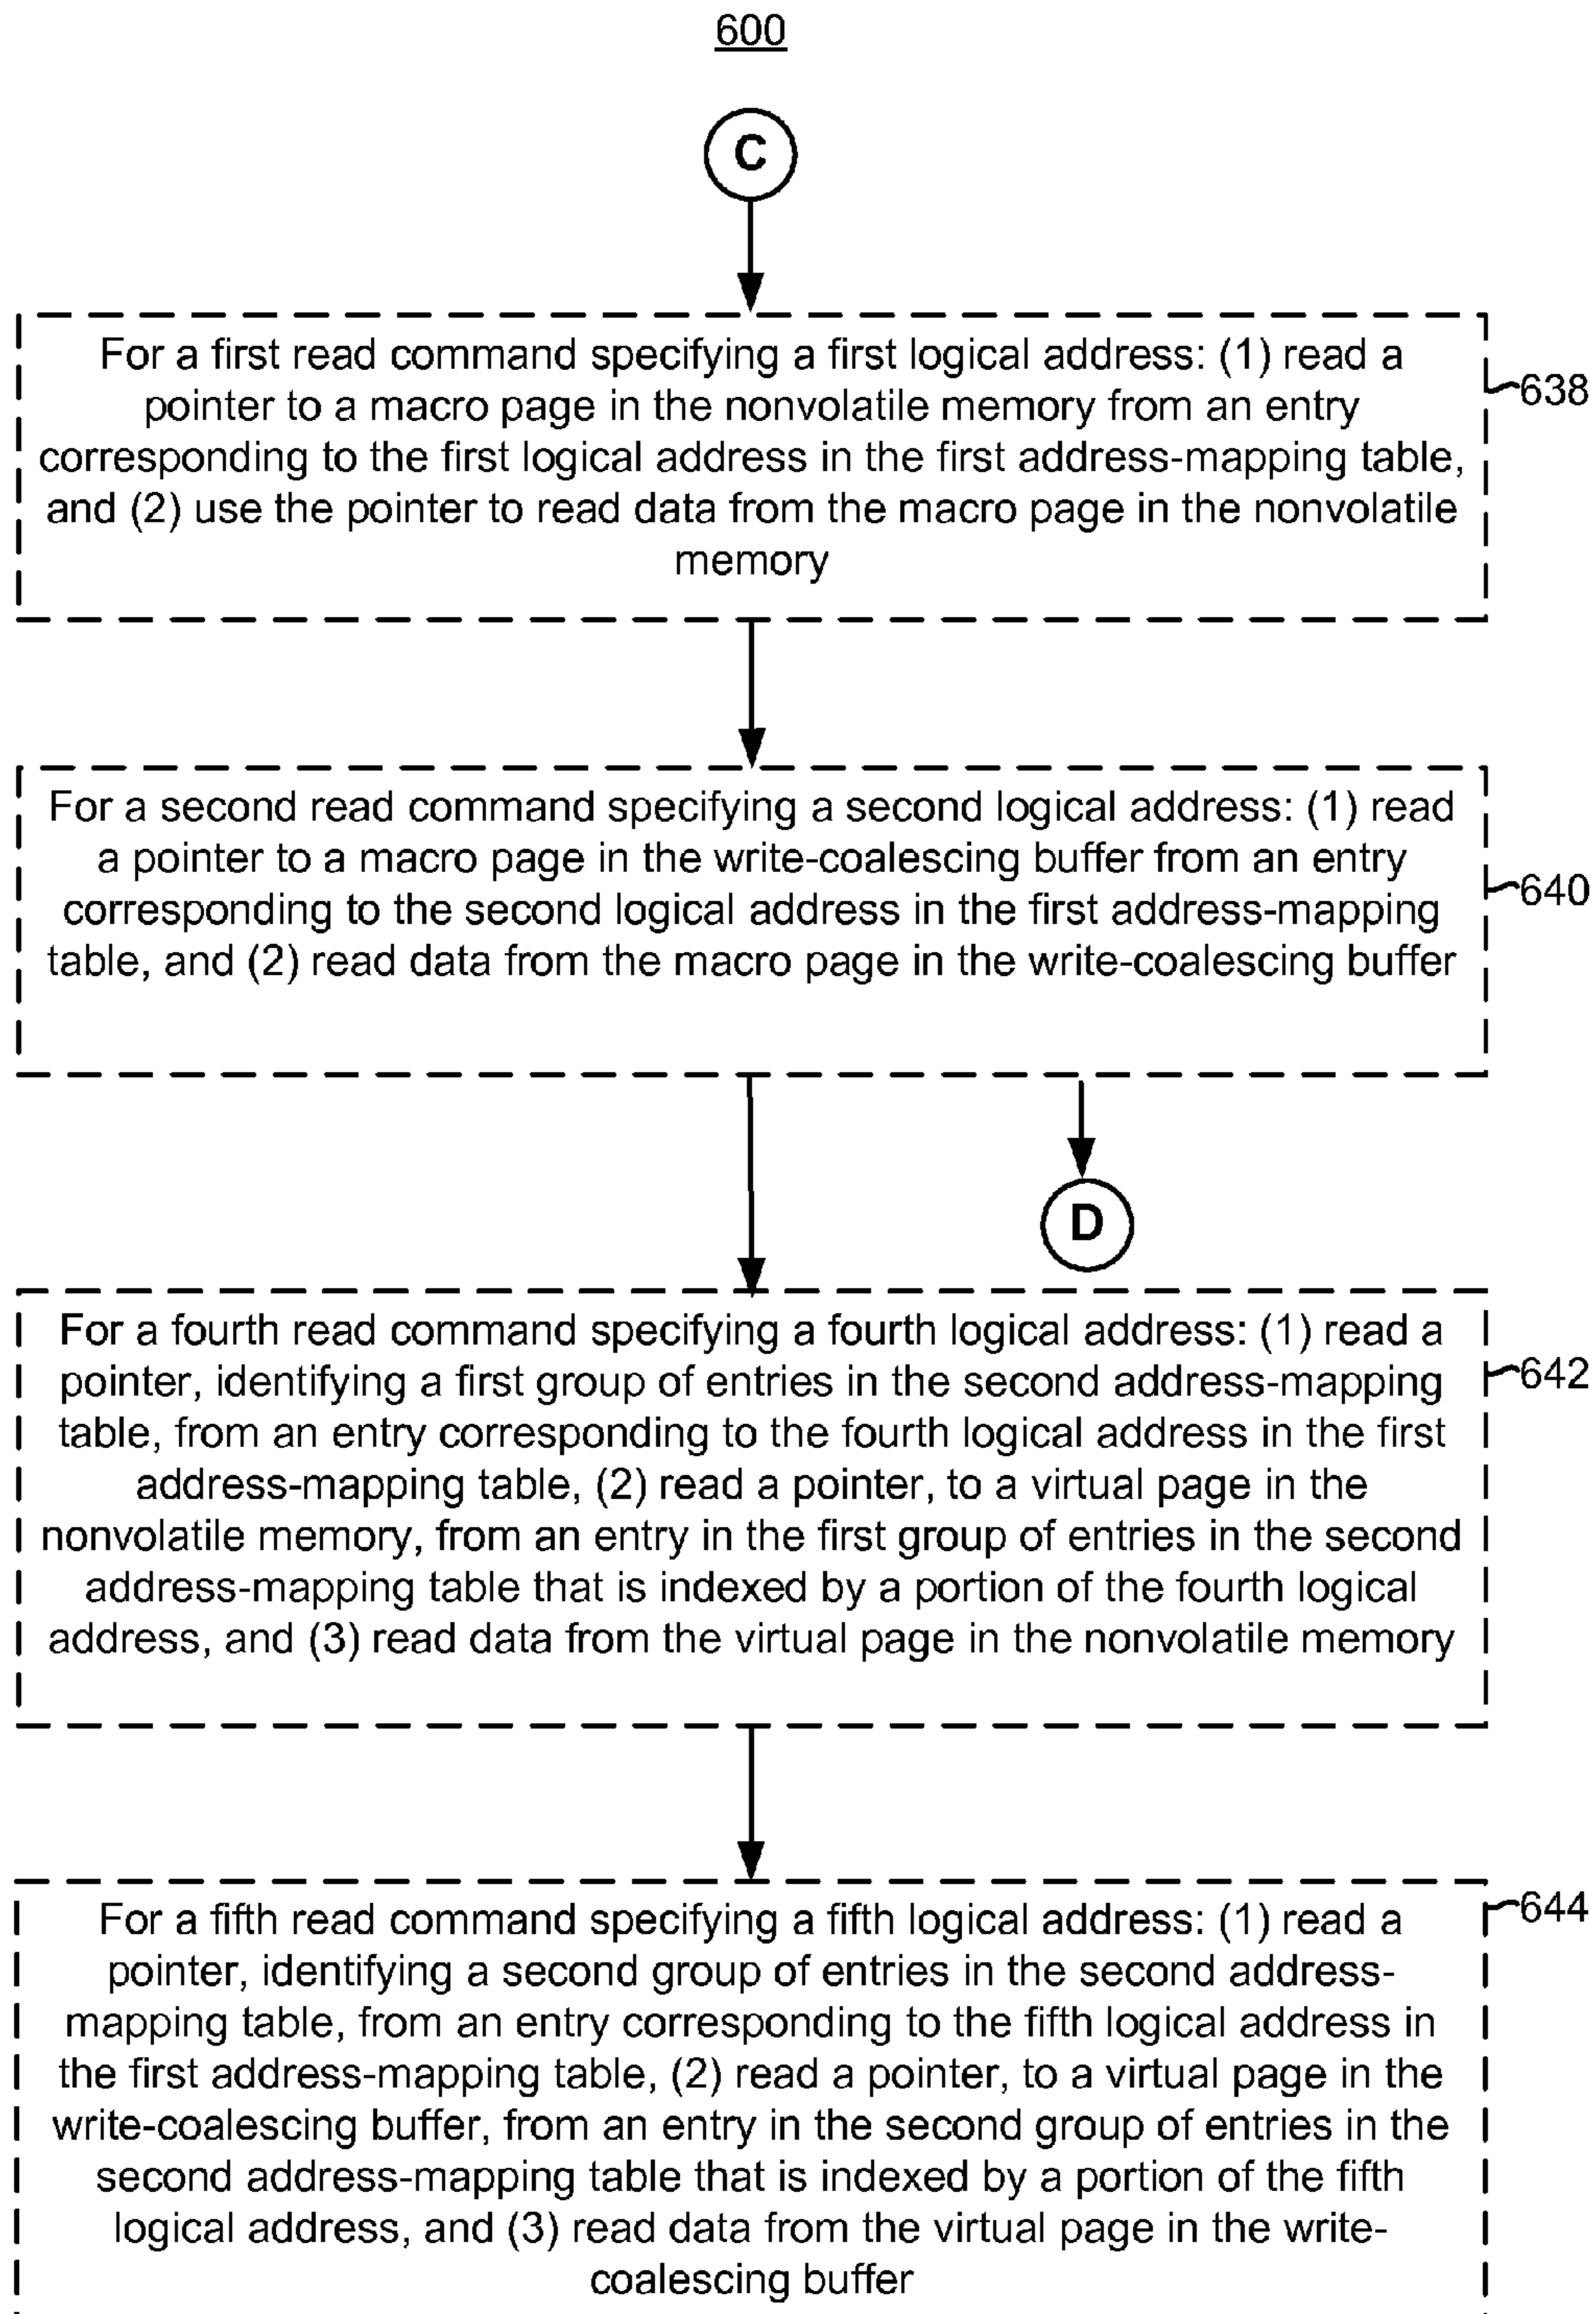 600
C
For a first read command specifying a first logical address: (1) read a
pointer to a macro page in the nonvolatile memory from an entry
corresponding to the first logical address in the first address-mapping table,
and (2) use the pointer to read data from the macro page in the nonvolatile
memory
638
For a second read command specifying a second logical address: (1) read
a pointer to a macro page in the write-coalescing buffer from an entry
corresponding to the second logical address in the first address-mapping
table, and (2) read data from the macro page in the write-coalescing buffer
640
D
For a fourth read command specifying a fourth logical address: (1) read a
pointer, identifying a first group of entries in the second address-mapping
table, from an entry corresponding to the fourth logical address in the first
address-mapping table, (2) read a pointer, to a virtual page in the
nonvolatile memory, from an entry in the first group of entries in the second
address-mapping table that is indexed by a portion of the fourth logical
address, and (3) read data from the virtual page in the nonvolatile memory
642
For a fifth read command specifying a fifth logical address: (1) read a
pointer, identifying a second group of entries in the second address-
mapping table, from an entry corresponding to the fifth logical address in
the first address-mapping table, (2) read a pointer, to a virtual page in the
write-coalescing buffer, from an entry in the second group of entries in the
second address-mapping table that is indexed by a portion of the fifth
logical address, and (3) read data from the virtual page in the write-
coalescing buffer
644